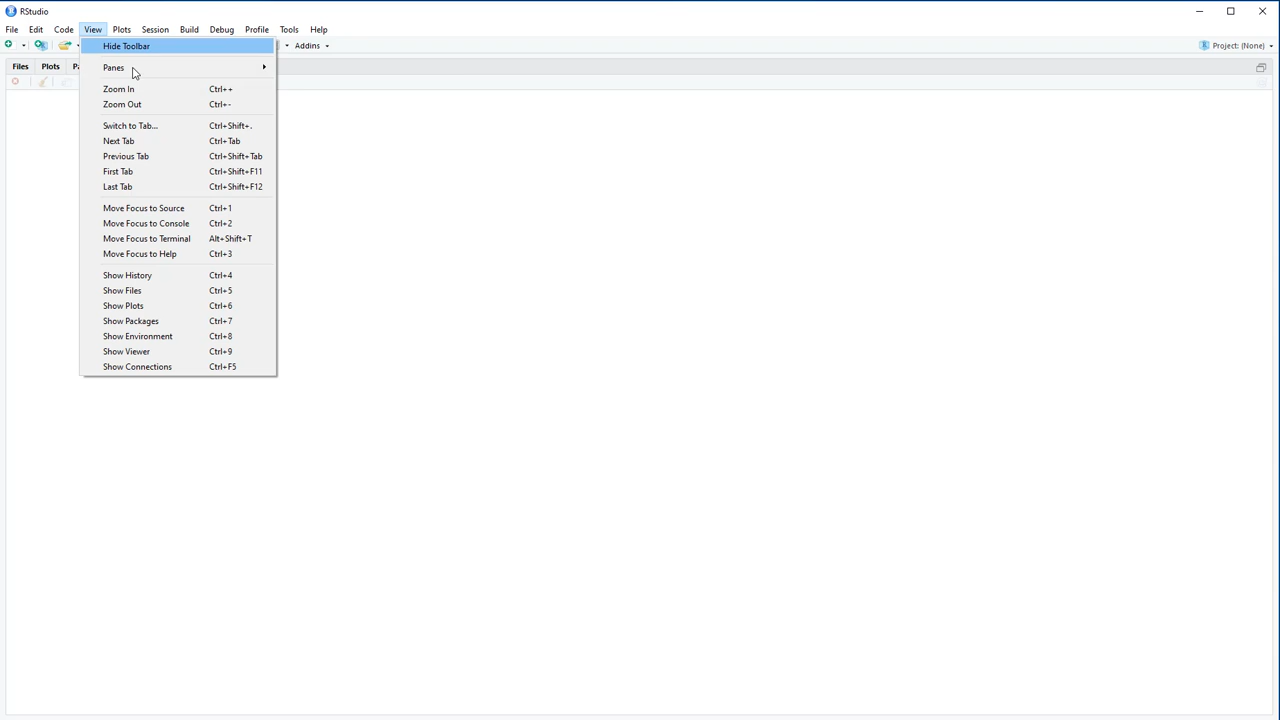 RStudio
File Edit Code View Plots Session Build Debug Profile Tools Help
Hide Toolbar
Addins
Project: (None)
Files Plots
Panes
Zoom In Ctrl++
Zoom Out Ctrl+-
Switch to Tab... Ctrl+Shift+.
Next Tab Ctrl+Tab
Previous Tab Ctrl+Shift+Tab
First Tab Ctrl+Shift+F11
Last Tab Ctrl+Shift+F12
Move Focus to Source Ctrl+1
Move Focus to Console Ctrl+2
Move Focus to Terminal Alt+Shift+T
Move Focus to Help Ctrl+3
Show History Ctrl+4
Show Files Ctrl+5
Show Plots Ctrl+6
Show Packages Ctrl+7
Show Environment Ctrl+8
Show Viewer Ctrl+9
Show Connections Ctrl+F5